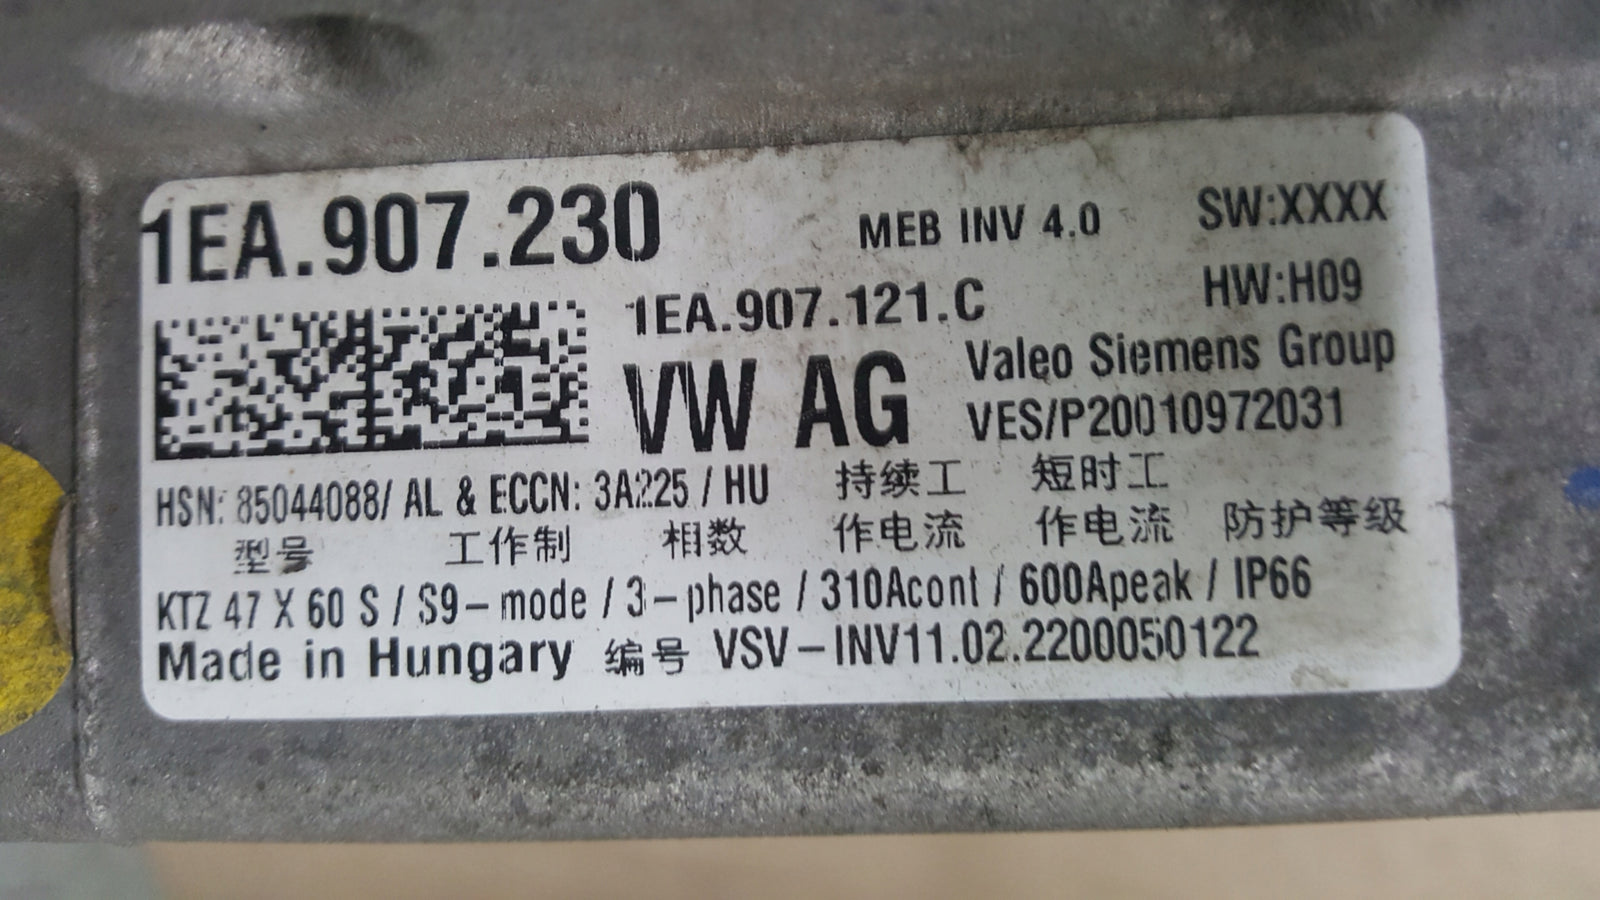 1EA.907.230 MEB INV 4.0 SW:XXXX
1EA.907.121.C HW:H09
VW AG Valeo Siemens Group
VES/P20010972031
HSN: 85044088/ AL & ECCN: 3A225 / HU 持续工 短时工
型号 工作制 相数 作电流 作电流 防护等级
KTZ 47 X 60 S / S9-mode / 3-phase / 310Acont / 600Apeak / IP66
Made in Hungary 编号 VSV-INV11.02.2200050122